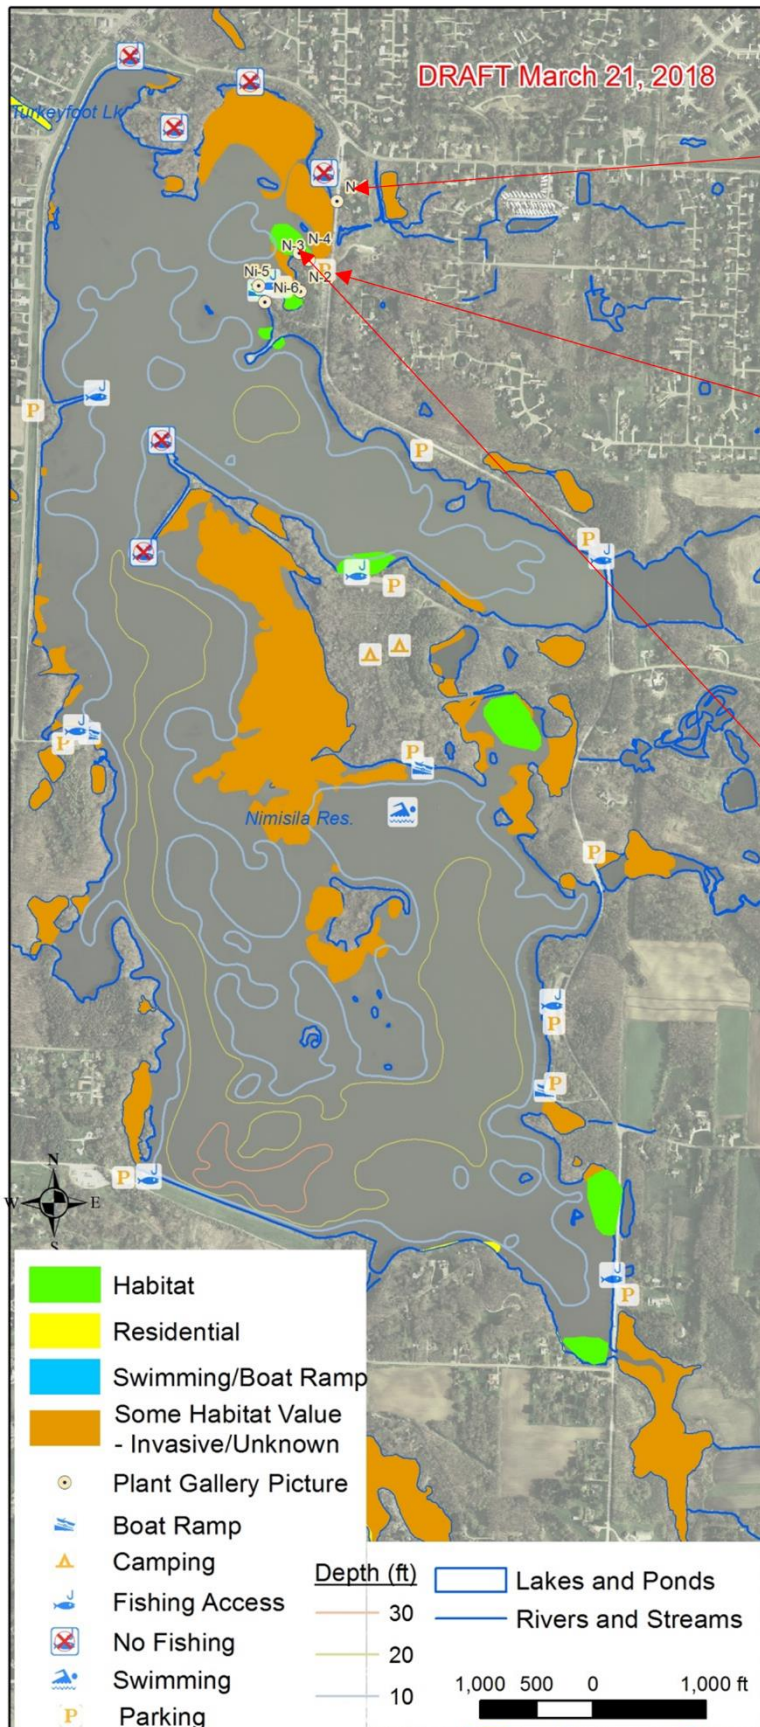 DRAFT March 21, 2018
Turkeyfoot Lk
N
N-4
N-3
Ni-5
N-2
Ni-6
P
P
P
P
P
P
P
Nimisila Res.
P
P
P
P
P
N
W E
S
Habitat
Residential
Swimming/Boat Ramp
Some Habitat Value
- Invasive/Unknown
Plant Gallery Picture
Boat Ramp
Camping
Fishing Access
No Fishing
Swimming
P Parking
Depth (ft)
30
20
10
Lakes and Ponds
Rivers and Streams
1,000 500 0 1,000 ft